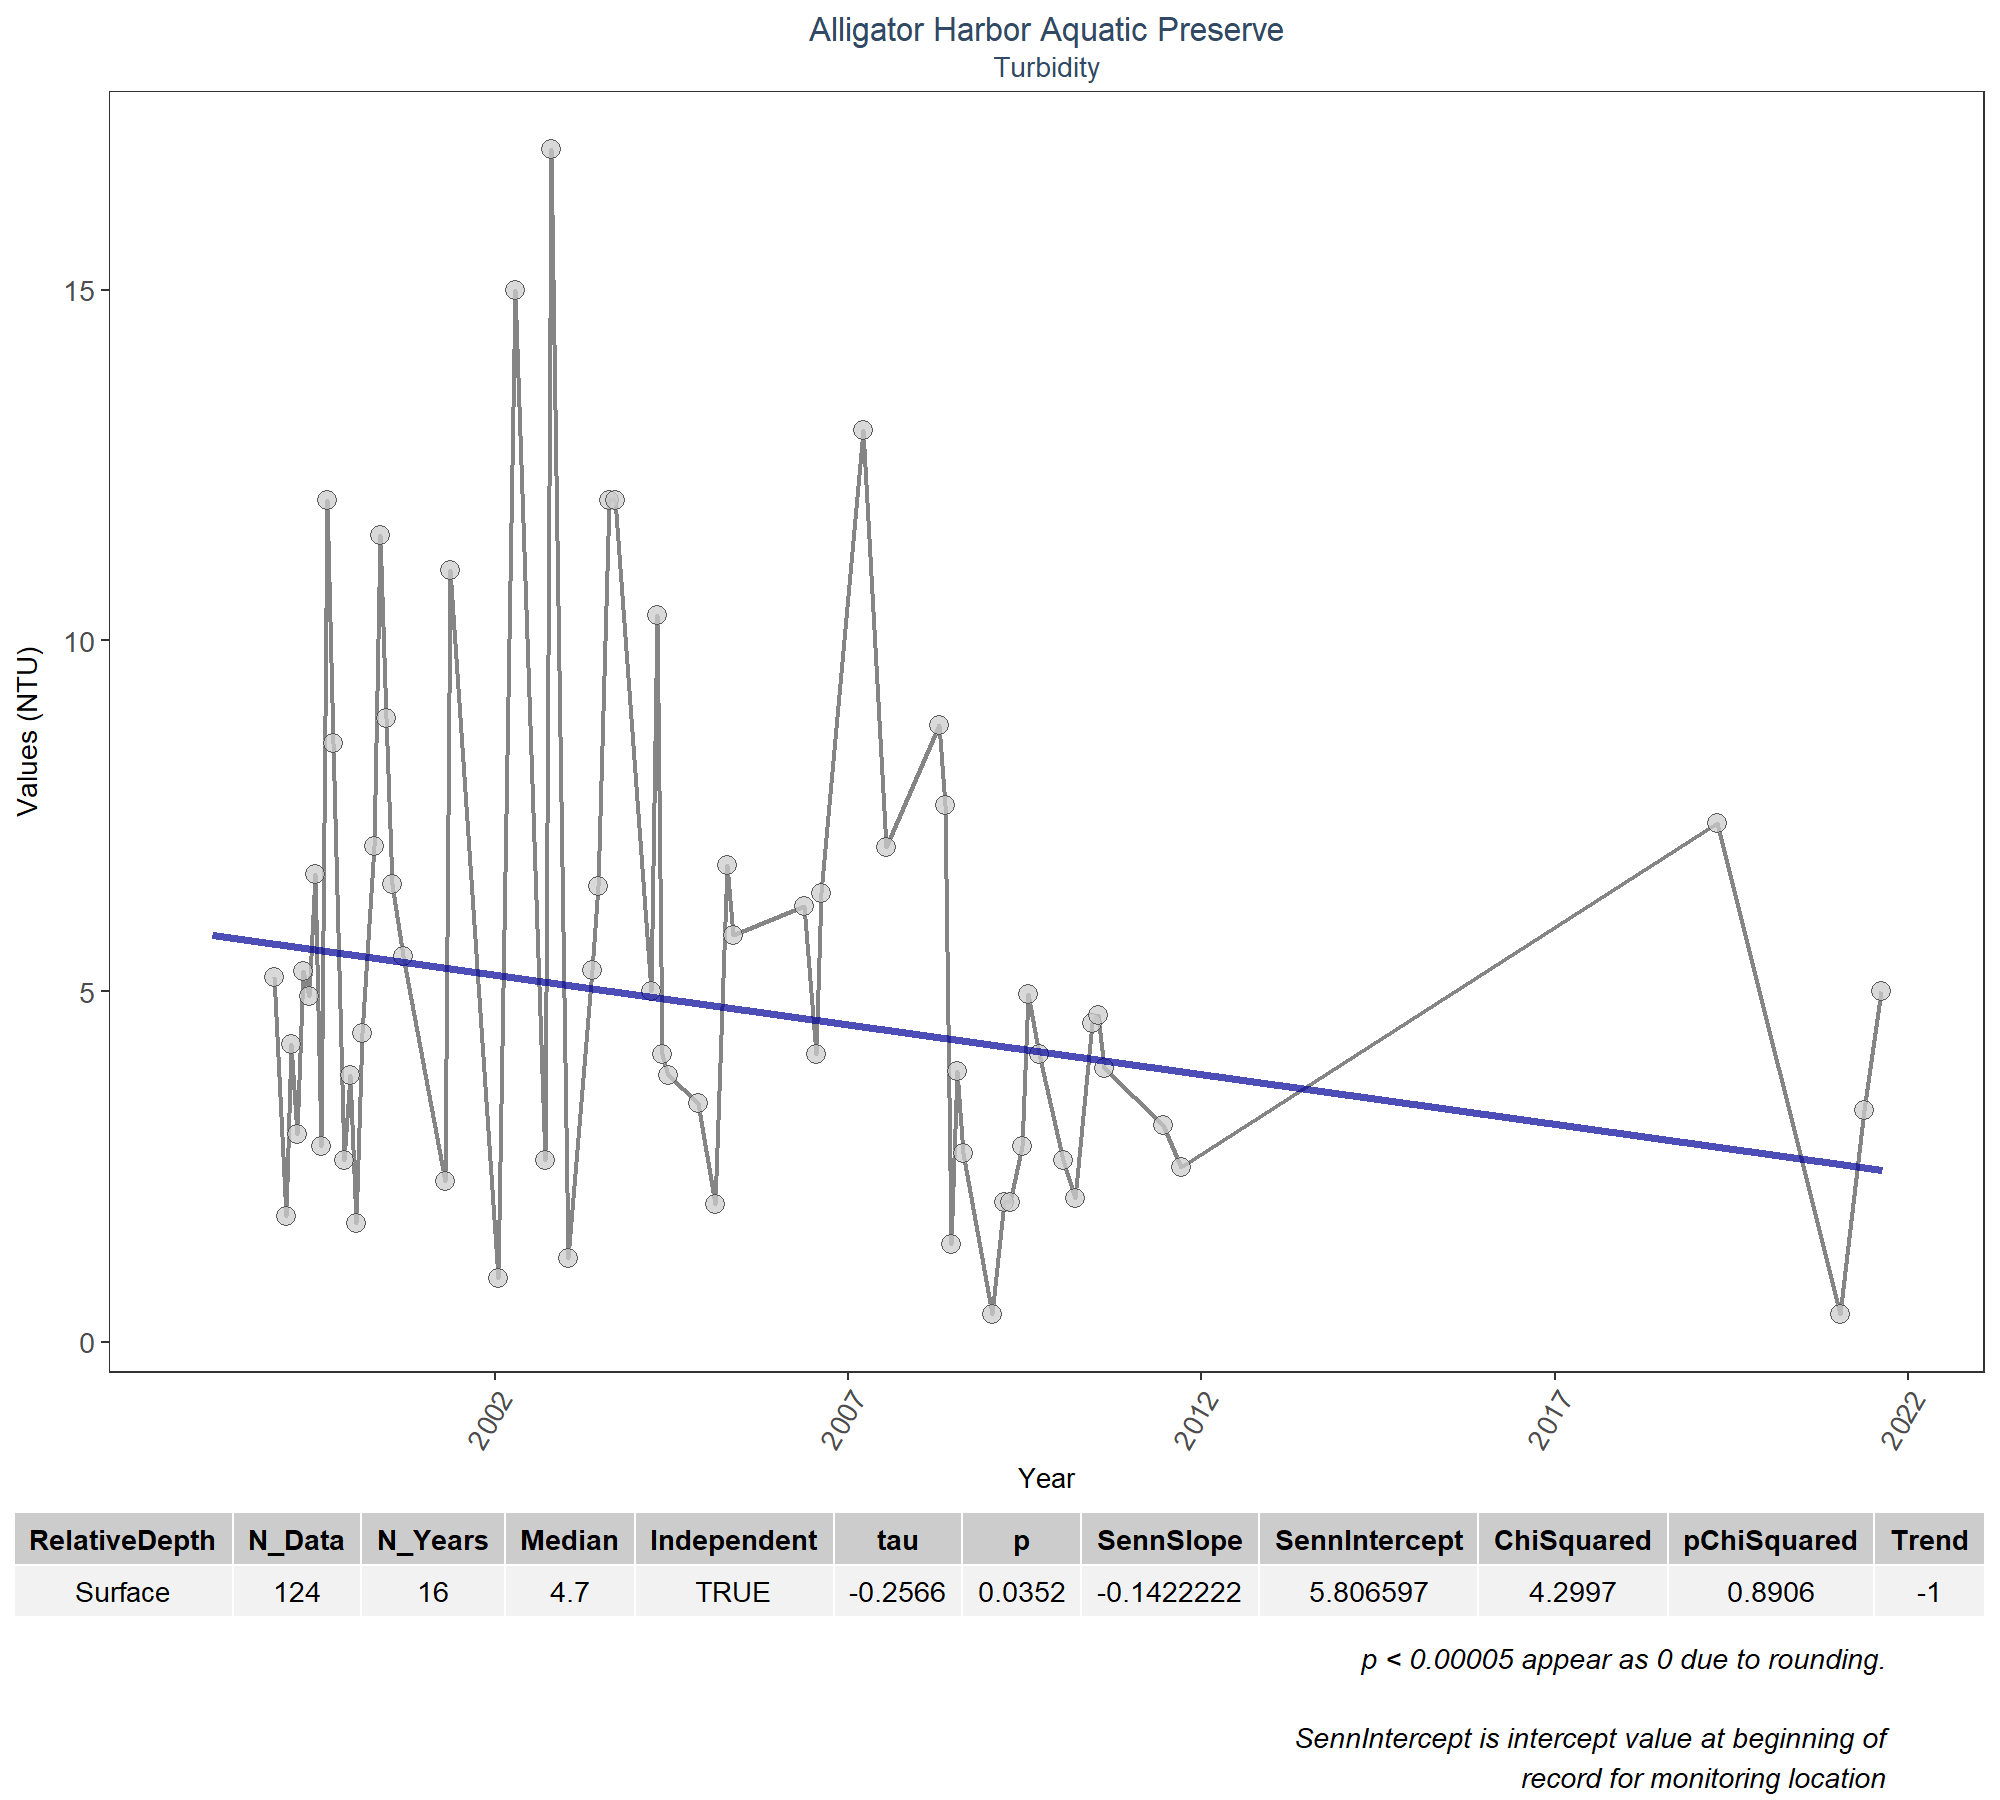 Alligator Harbor Aquatic Preserve
Turbidity
Values (NTU)
15
10
5
0
2002 2007 2012 2017 2022
Year
RelativeDepth N_Data N_Years Median Independent tau p SennSlope SennIntercept ChiSquared pChiSquared Trend
Surface 124 16 4.7 TRUE -0.2566 0.0352 -0.1422222 5.806597 4.2997 0.8906 -1
p < 0.00005 appear as 0 due to rounding.
SennIntercept is intercept value at beginning of
record for monitoring location